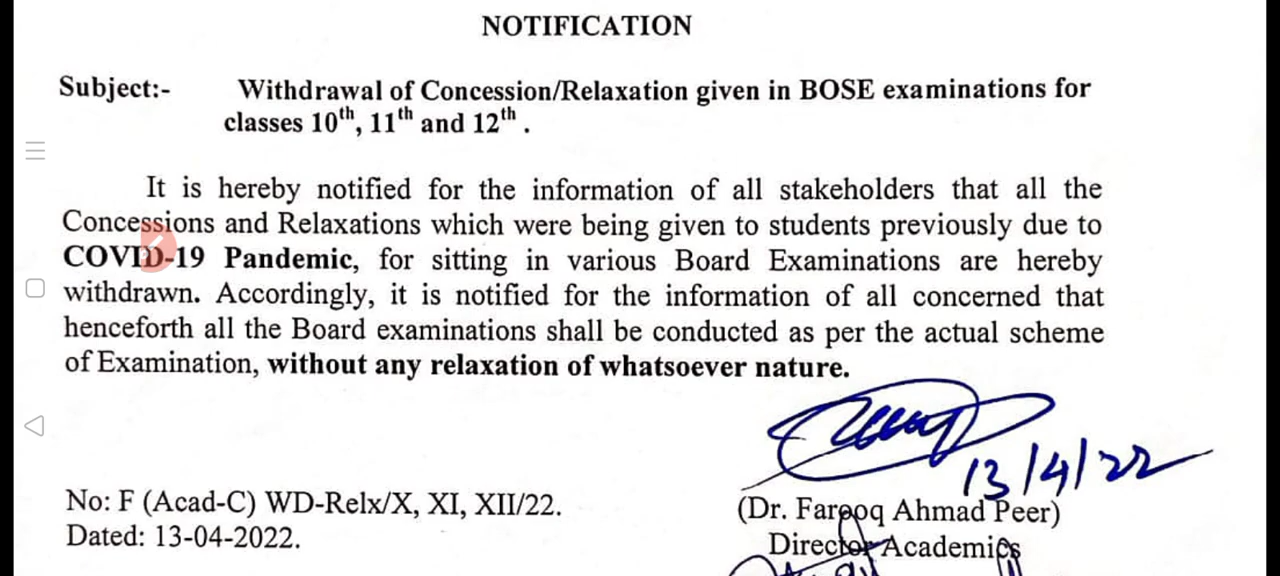 NOTIFICATION
Subject:- Withdrawal of Concession/Relaxation given in BOSE examinations for
classes 10th, 11th and 12th .
It is hereby notified for the information of all stakeholders that all the
Concessions and Relaxations which were being given to students previously due to
COVID-19 Pandemic, for sitting in various Board Examinations are hereby
withdrawn. Accordingly, it is notified for the information of all concerned that
henceforth all the Board examinations shall be conducted as per the actual scheme
of Examination, without any relaxation of whatsoever nature.
13/4/22
No: F (Acad-C) WD-Relx/X, XI, XII/22.
(Dr. Farooq Ahmad Peer)
Dated: 13-04-2022.
Director Academics